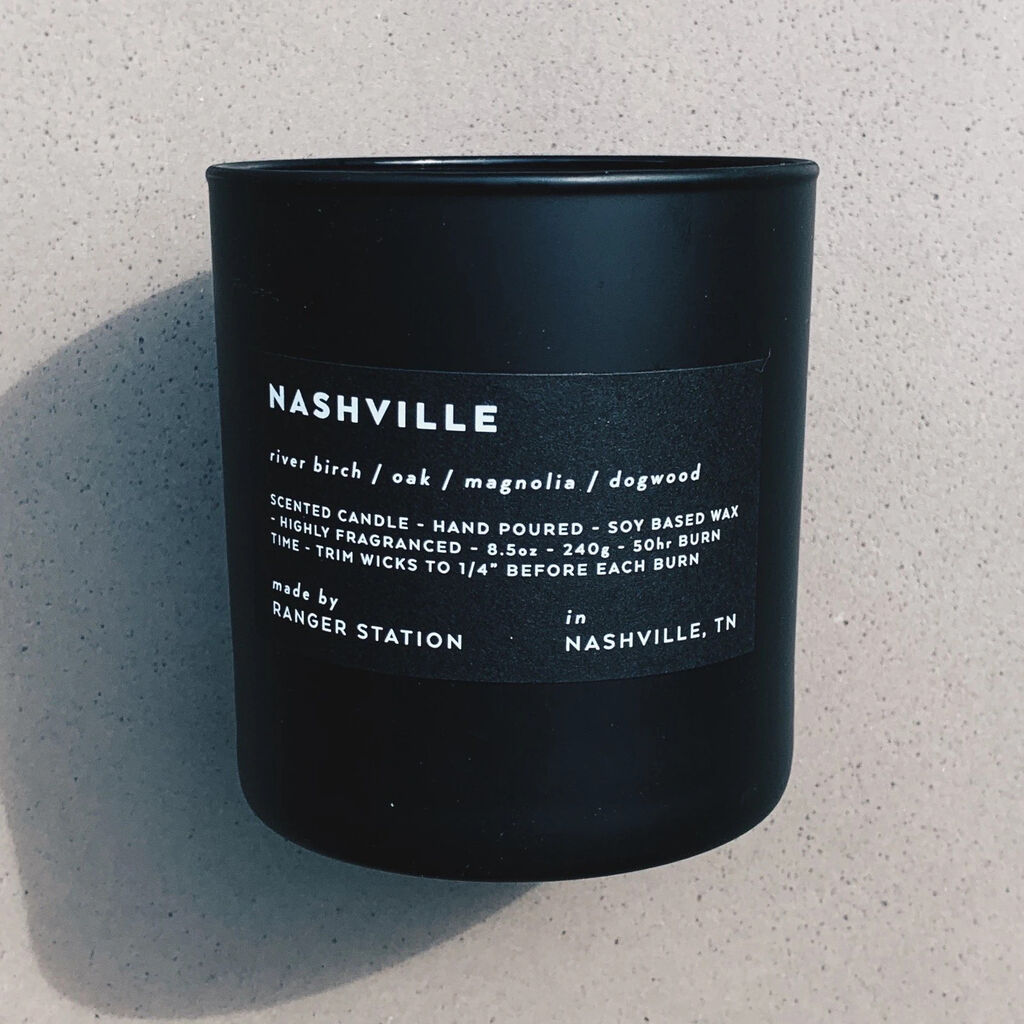 NASHVILLE
river birch / oak / magnolia / dogwood
SCENTED CANDLE - HAND POURED - SOY BASED WAX
- HIGHLY FRAGRANCED - 8.5oz - 240g - 50hr BURN
TIME - TRIM WICKS TO 1/4" BEFORE EACH BURN
made by
RANGER STATION
in
NASHVILLE, TN